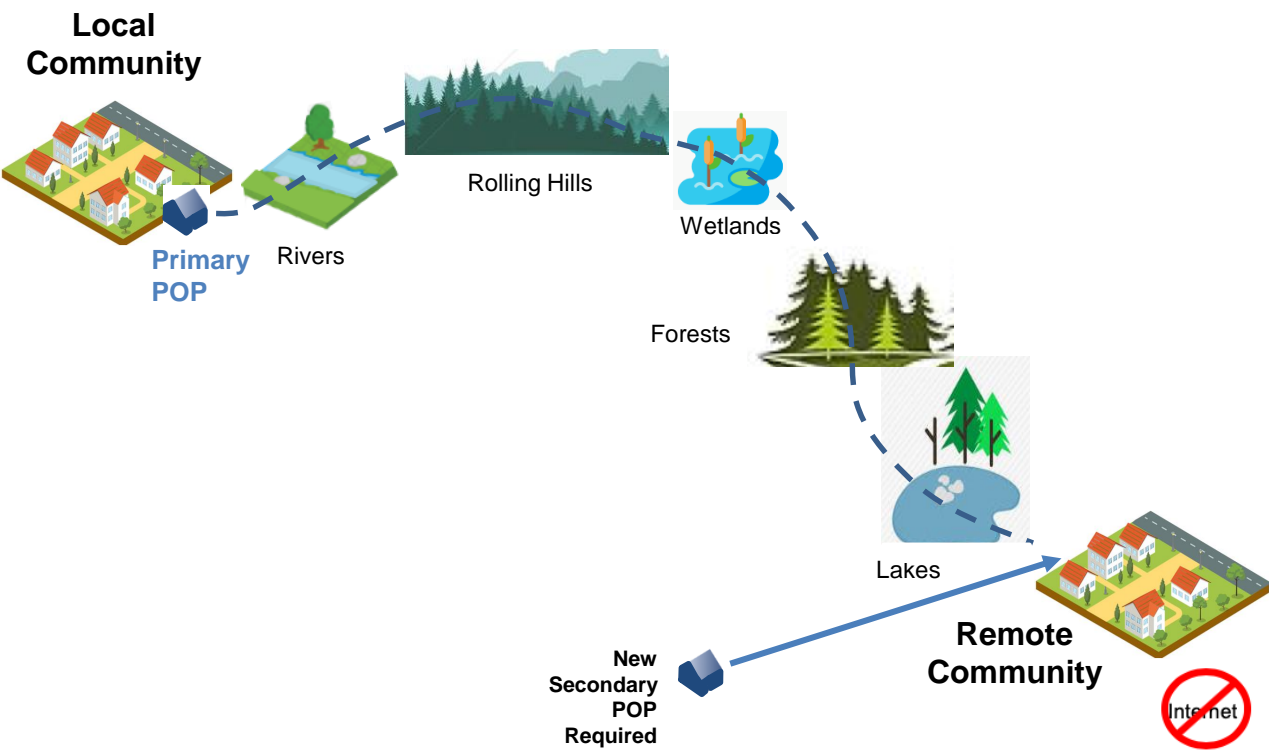 Local
Community
Rolling Hills
Wetlands
Primary
POP
Rivers
Forests
Lakes
Remote
Community
New
Secondary
POP
Required
Internet